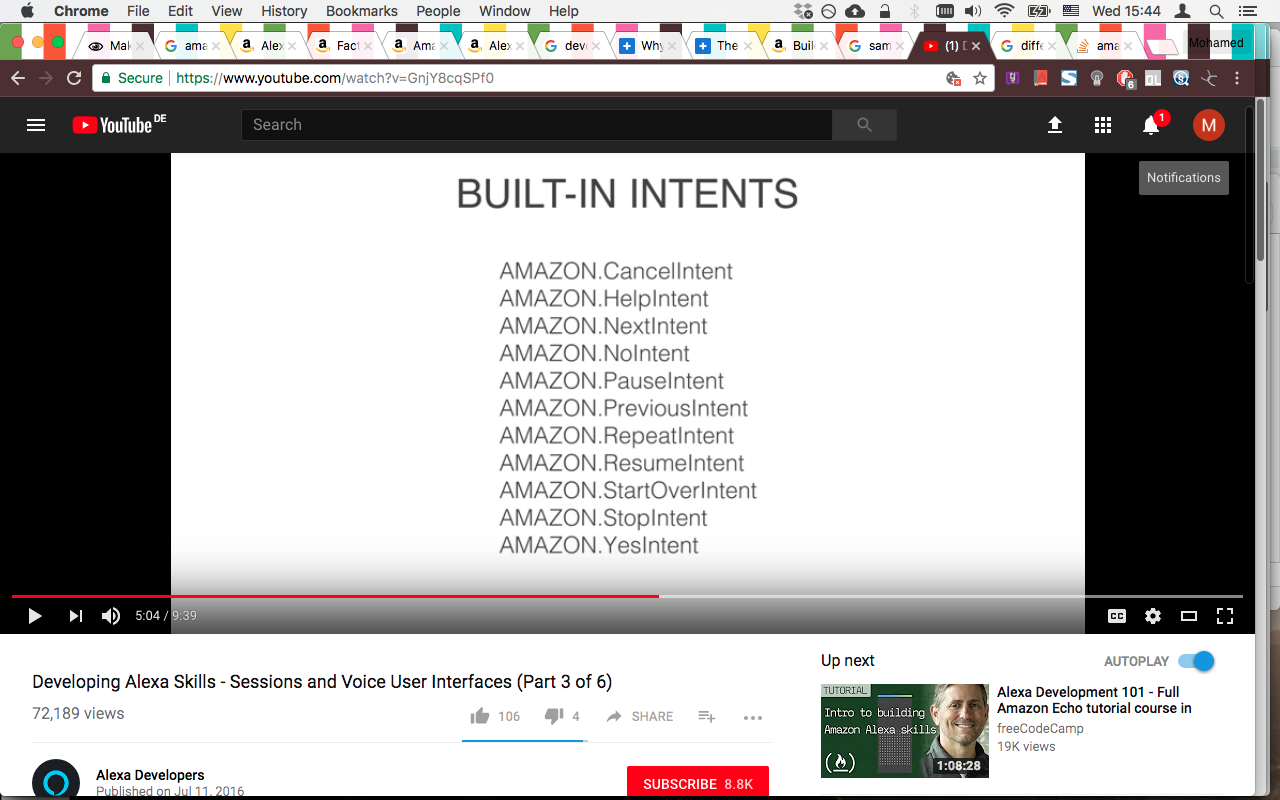 Chrome File Edit View History Bookmarks People Window Help Wed 15:44
Mak ama Alex Fact Ama Alex deve Why The Buil sam (1) D diffe ama Mohamed
Secure https://www.youtube.com/watch?v=GnjY8cqSPf0 6
YouTube DE Search 1 M
Notifications
BUILT-IN INTENTS
AMAZON.CancelIntent
AMAZON.HelpIntent
AMAZON.NextIntent
AMAZON.NoIntent
AMAZON.PauseIntent
AMAZON.PreviousIntent
AMAZON.RepeatIntent
AMAZON.ResumeIntent
AMAZON.StartOverIntent
AMAZON.StopIntent
AMAZON.YesIntent
5:04 / 9:39 CC
Developing Alexa Skills - Sessions and Voice User Interfaces (Part 3 of 6)
72,189 views
106 4 SHARE
Alexa Developers
Published on Jul 11, 2016
SUBSCRIBE 8.8K
Up next AUTOPLAY
TUTORIAL
Intro to building
Amazon Alexa skills
1:08:28
Alexa Development 101 - Full
Amazon Echo tutorial course in
freeCodeCamp
19K views